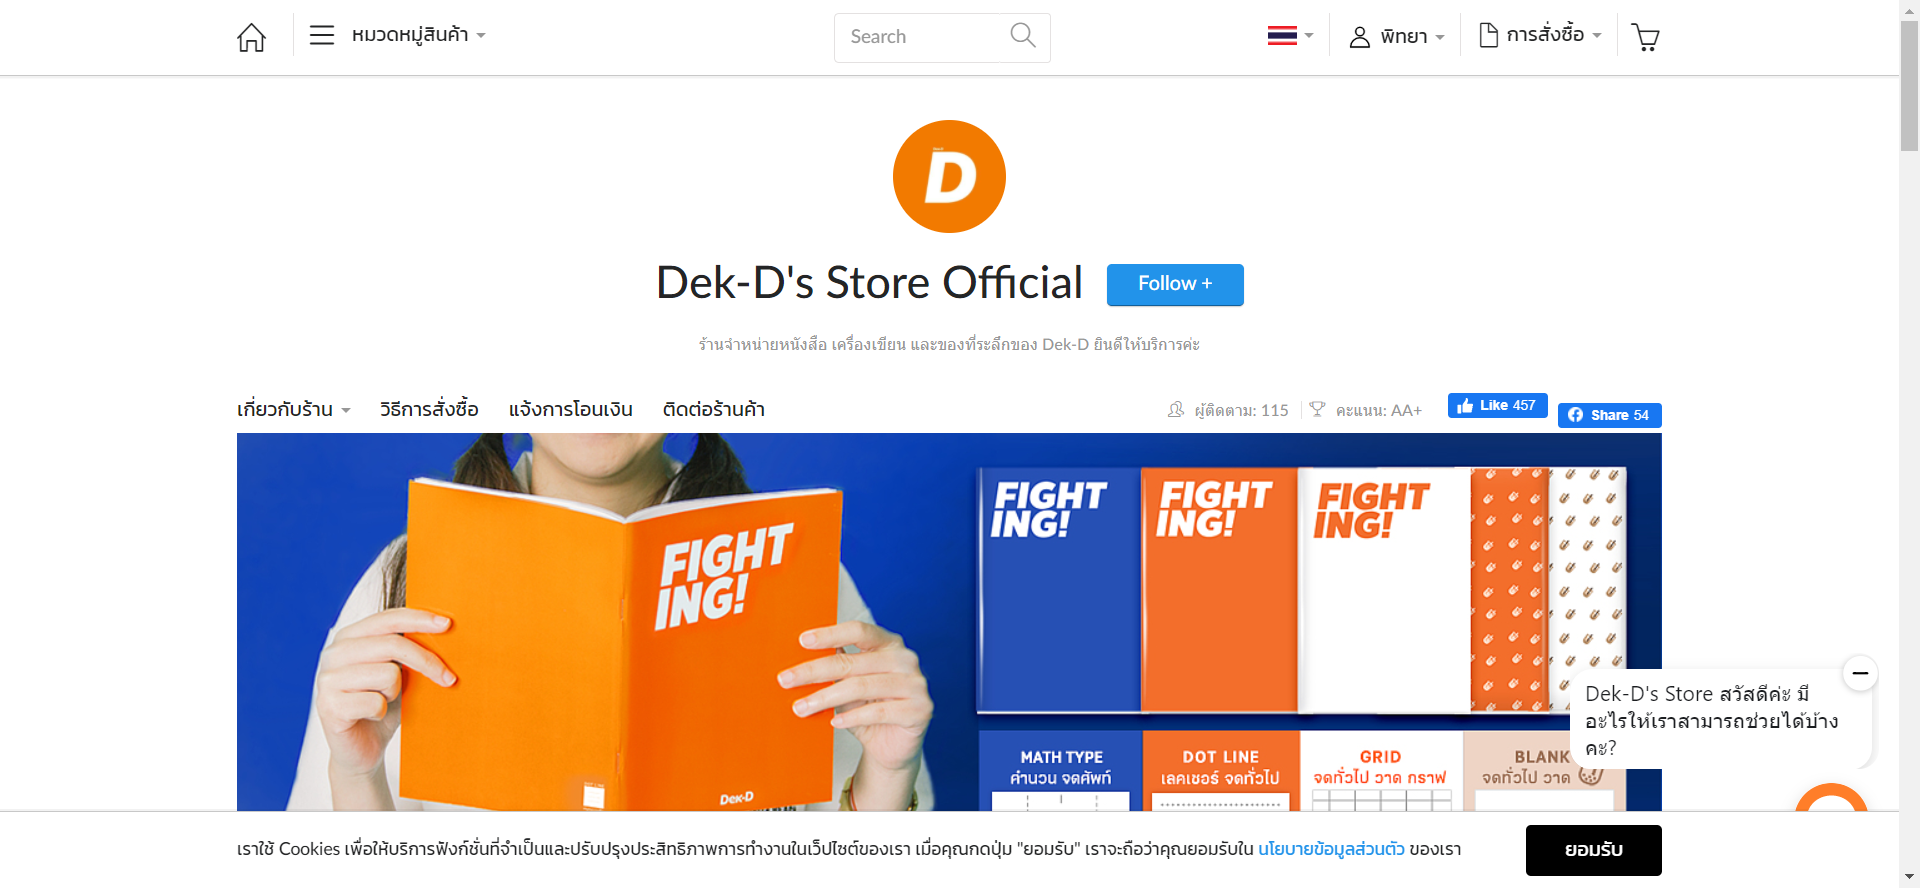 หมวดหมู่สินค้า
Search
พิทยา
การสั่งซื้อ
D
Dek-D's Store Official
Follow +
ร้านจำหน่ายหนังสือ เครื่องเขียน และของที่ระลึกของ Dek-D ยินดีให้บริการค่ะ
เกี่ยวกับร้าน
วิธีการสั่งซื้อ
แจ้งการโอนเงิน
ติดต่อร้านค้า
ผู้ติดตาม: 115
คะแนน: AA+
Like 457
Share 54
FIGHT
ING!
DEK-D
FIGHT
ING!
FIGHT
ING!
FIGHT
ING!
MATH TYPE
คำนวน จดศัพท์
DOT LINE
เลคเชอร์ จดทั่วไป
GRID
จดทั่วไป วาด กราฟ
BLANK
จดทั่วไป วาด
Dek-D's Store สวัสดีค่ะ มี
อะไรให้เราสามารถช่วยได้บ้าง
คะ?
เราใช้ Cookies เพื่อให้บริการฟังก์ชั่นที่จำเป็นและปรับปรุงประสิทธิภาพการทำงานในเว็ปไซต์ของเรา เมื่อคุณกดปุ่ม "ยอมรับ" เราจะถือว่าคุณยอมรับใน นโยบายข้อมูลส่วนตัว ของเรา
ยอมรับ